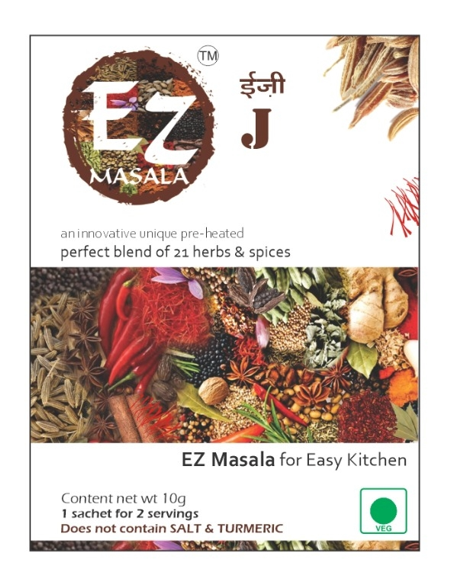 TM
EZ
MASALA
ईज़ी
J
an innovative unique pre-heated
perfect blend of 21 herbs & spices
EZ Masala for Easy Kitchen
Content net wt 10g
1 sachet for 2 servings
Does not contain SALT & TURMERIC
VEG